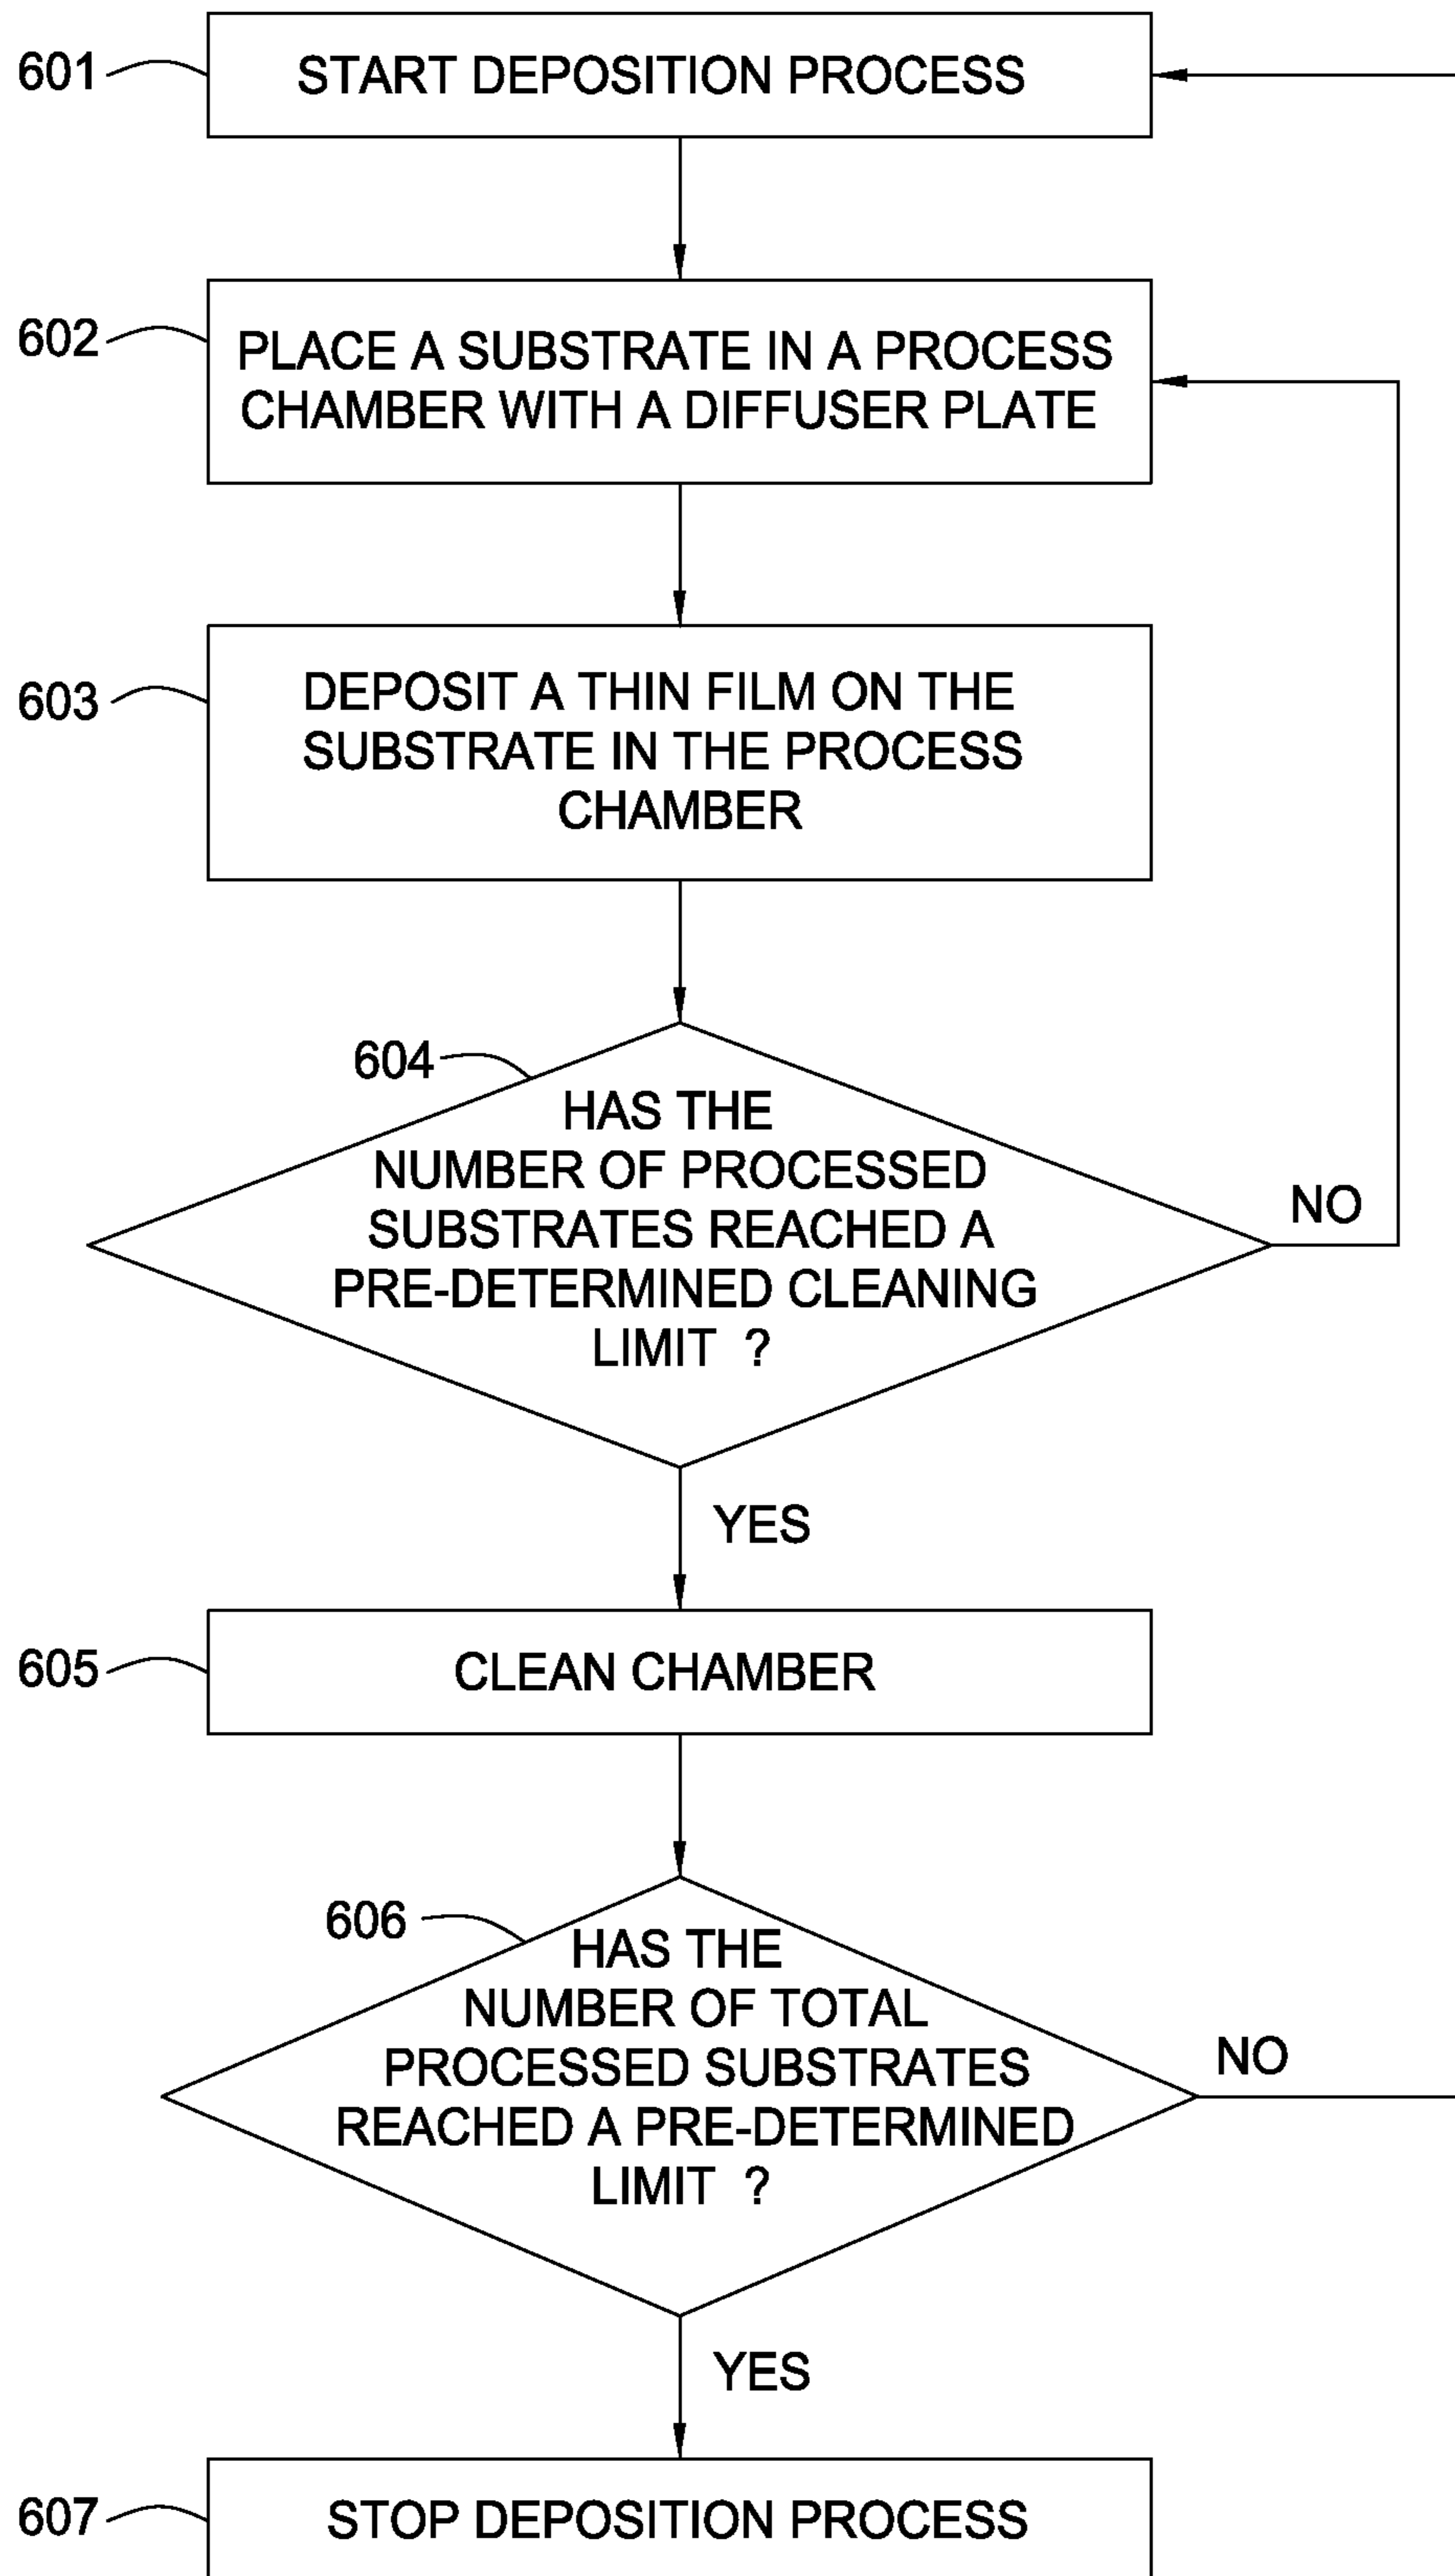 601
START DEPOSITION PROCESS
602
PLACE A SUBSTRATE IN A PROCESS
CHAMBER WITH A DIFFUSER PLATE
603
DEPOSIT A THIN FILM ON THE
SUBSTRATE IN THE PROCESS
CHAMBER
604
HAS THE
NUMBER OF PROCESSED
SUBSTRATES REACHED A
PRE-DETERMINED CLEANING
LIMIT ?
NO
YES
605
CLEAN CHAMBER
606
HAS THE
NUMBER OF TOTAL
PROCESSED SUBSTRATES
REACHED A PRE-DETERMINED
LIMIT ?
NO
YES
607
STOP DEPOSITION PROCESS